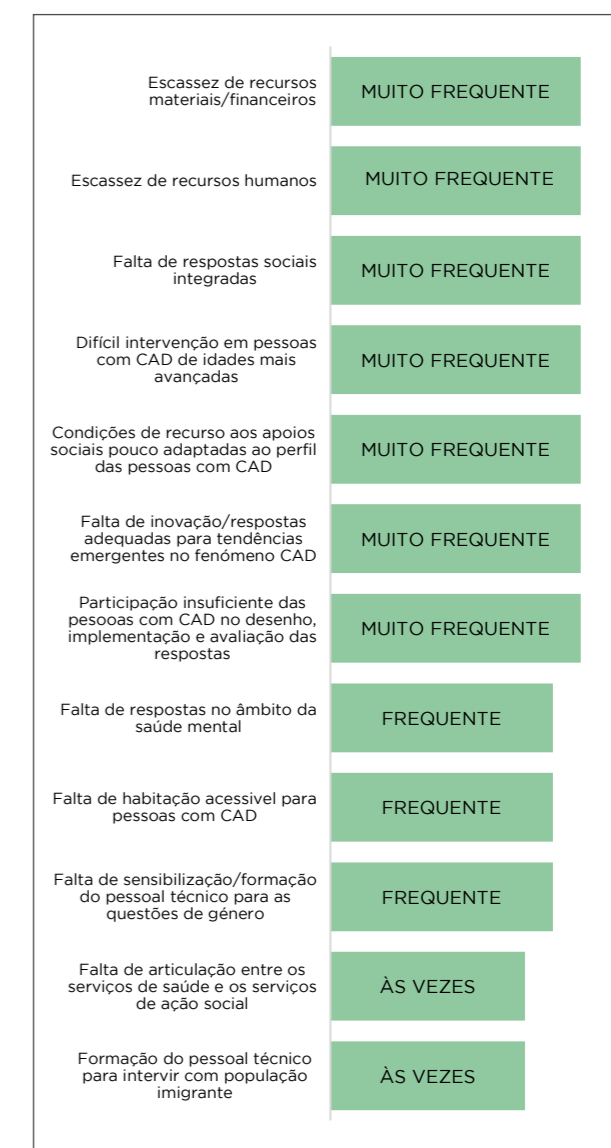 Escassez de recursos
materiais/financeiros
MUITO FREQUENTE
Escassez de recursos humanos
MUITO FREQUENTE
Falta de respostas sociais
integradas
MUITO FREQUENTE
Difícil intervenção em pessoas
com CAD de idades mais
avançadas
MUITO FREQUENTE
Condições de recurso aos apoios
sociais pouco adaptadas ao perfil
das pessoas com CAD
MUITO FREQUENTE
Falta de inovação/respostas
adequadas para tendências
emergentes no fenómeno CAD
MUITO FREQUENTE
Participação insuficiente das
pesooas com CAD no desenho,
implementação e avaliação das
respostas
MUITO FREQUENTE
Falta de respostas no âmbito da
saúde mental
FREQUENTE
Falta de habitação acessivel para
pessoas com CAD
FREQUENTE
Falta de sensibilização/formação
do pessoal técnico para as
questões de género
FREQUENTE
Falta de articulação entre os
serviços de saúde e os serviços
de ação social
ÀS VEZES
Formação do pessoal técnico
para intervir com população
imigrante
ÀS VEZES